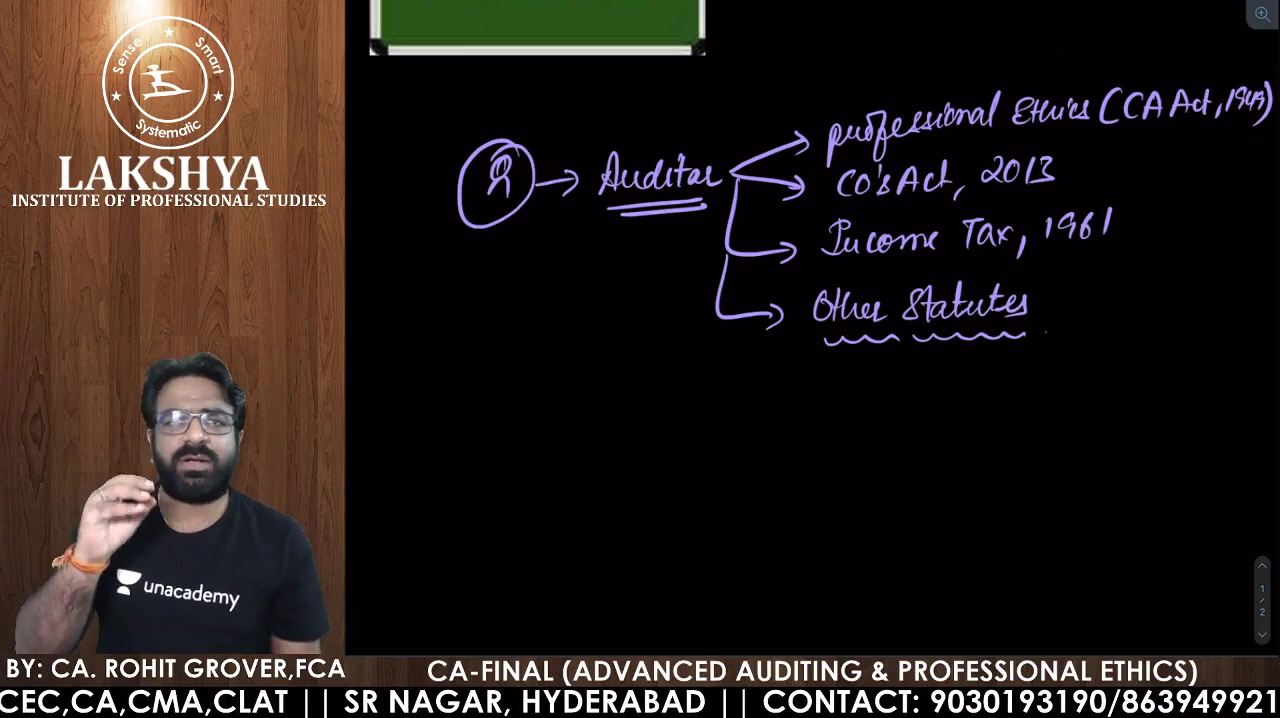 Sense
Smart
Systematic
LAKSHYA
INSTITUTE OF PROFESSIONAL STUDIES
Auditor
professional Ethics (CA Act, 1949)
Co's Act, 2013
Income Tax, 1961
Other Statutes
unacademy
1
/
2
BY: CA. ROHIT GROVER,FCA
CA-FINAL (ADVANCED AUDITING & PROFESSIONAL ETHICS)
CEC,CA,CMA,CLAT || SR NAGAR, HYDERABAD || CONTACT: 9030193190/863949921